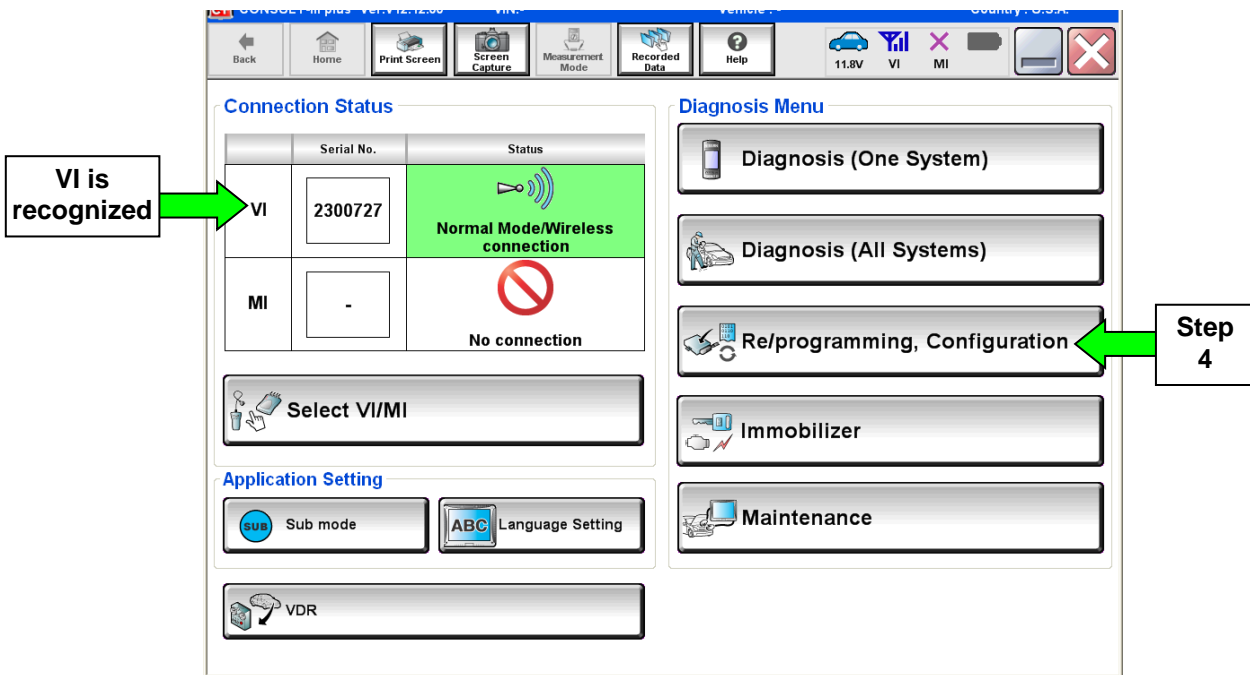 Back
Home
Print Screen
Screen
Capture
Measurement
Mode
Recorded
Data
?
Help
11.8V
VI
MI
Connection Status
Serial No.
Status
VI
2300727
Normal Mode/Wireless
connection
MI
-
No connection
VI is
recognized
Select VI/MI
Application Setting
SUB
Sub mode
ABC
Language Setting
VDR
Diagnosis Menu
Diagnosis (One System)
Diagnosis (All Systems)
Re/programming, Configuration
Step
4
Immobilizer
Maintenance